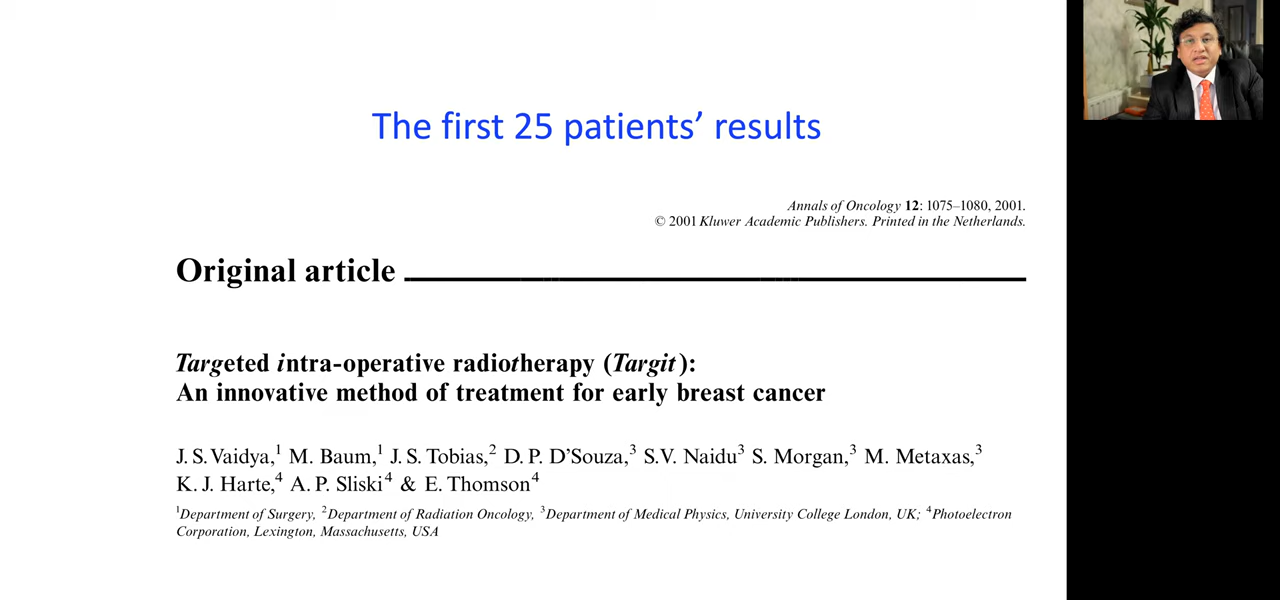 The first 25 patients’ results
Annals of Oncology 12: 1075–1080, 2001.
© 2001 Kluwer Academic Publishers. Printed in the Netherlands.
Original article
Targeted intra-operative radiotherapy (Targit):
An innovative method of treatment for early breast cancer
J. S. Vaidya,¹ M. Baum,¹ J. S. Tobias,² D. P. D’Souza,³ S.V. Naidu³ S. Morgan,³ M. Metaxas,³
K. J. Harte,⁴ A. P. Sliski⁴ & E. Thomson⁴
¹Department of Surgery, ²Department of Radiation Oncology, ³Department of Medical Physics, University College London, UK; ⁴Photoelectron
Corporation, Lexington, Massachusetts, USA